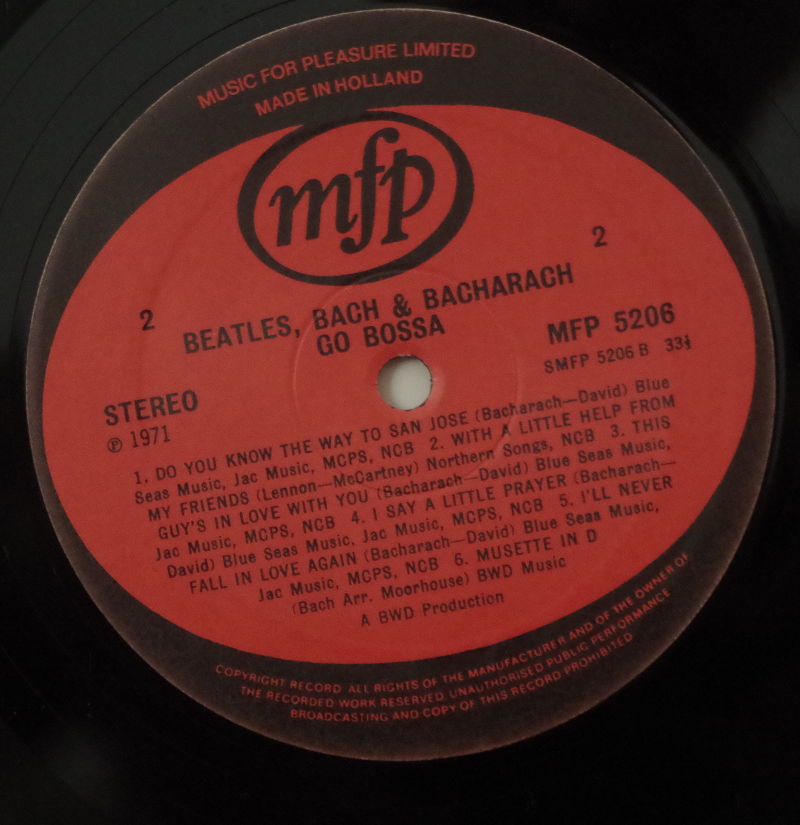 MUSIC FOR PLEASURE LIMITED
MADE IN HOLLAND
mfp
2
2
BEATLES, BACH & BACHARACH
GO BOSSA
MFP 5206
SMFP 5206 B 33⅓
STEREO
℗ 1971
1. DO YOU KNOW THE WAY TO SAN JOSE (Bacharach—David) Blue
Seas Music, Jac Music, MCPS, NCB 2. WITH A LITTLE HELP FROM
MY FRIENDS (Lennon—McCartney) Northern Songs, NCB 3. THIS
GUY'S IN LOVE WITH YOU (Bacharach—David) Blue Seas Music,
Jac Music, MCPS, NCB 4. I SAY A LITTLE PRAYER (Bacharach—
David) Blue Seas Music, Jac Music, MCPS, NCB 5. I'LL NEVER
FALL IN LOVE AGAIN (Bacharach—David) Blue Seas Music,
Jac Music, MCPS, NCB 6. MUSETTE IN D
(Bach Arr. Moorhouse) BWD Music
A BWD Production
COPYRIGHT RECORD ALL RIGHTS OF THE MANUFACTURER AND OF THE OWNER OF
THE RECORDED WORK RESERVED. UNAUTHORISED PUBLIC PERFORMANCE
BROADCASTING AND COPY OF THIS RECORD PROHIBITED